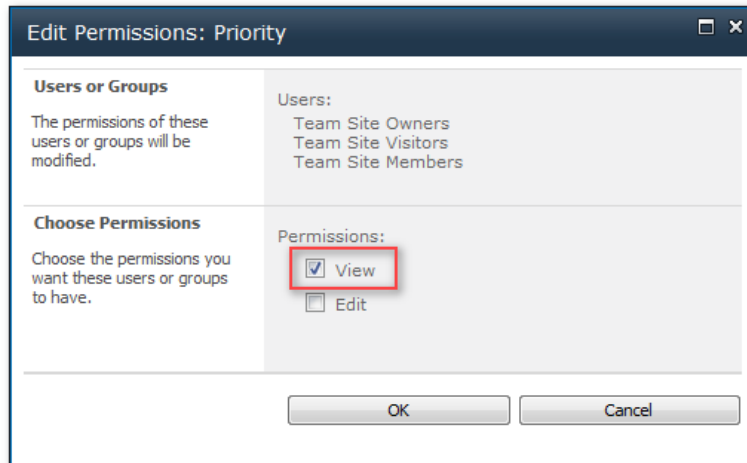 Edit Permissions: Priority
Users or Groups
The permissions of these
users or groups will be
modified.
Users:
Team Site Owners
Team Site Visitors
Team Site Members
Choose Permissions
Choose the permissions you
want these users or groups
to have.
Permissions:
View
Edit
OK
Cancel